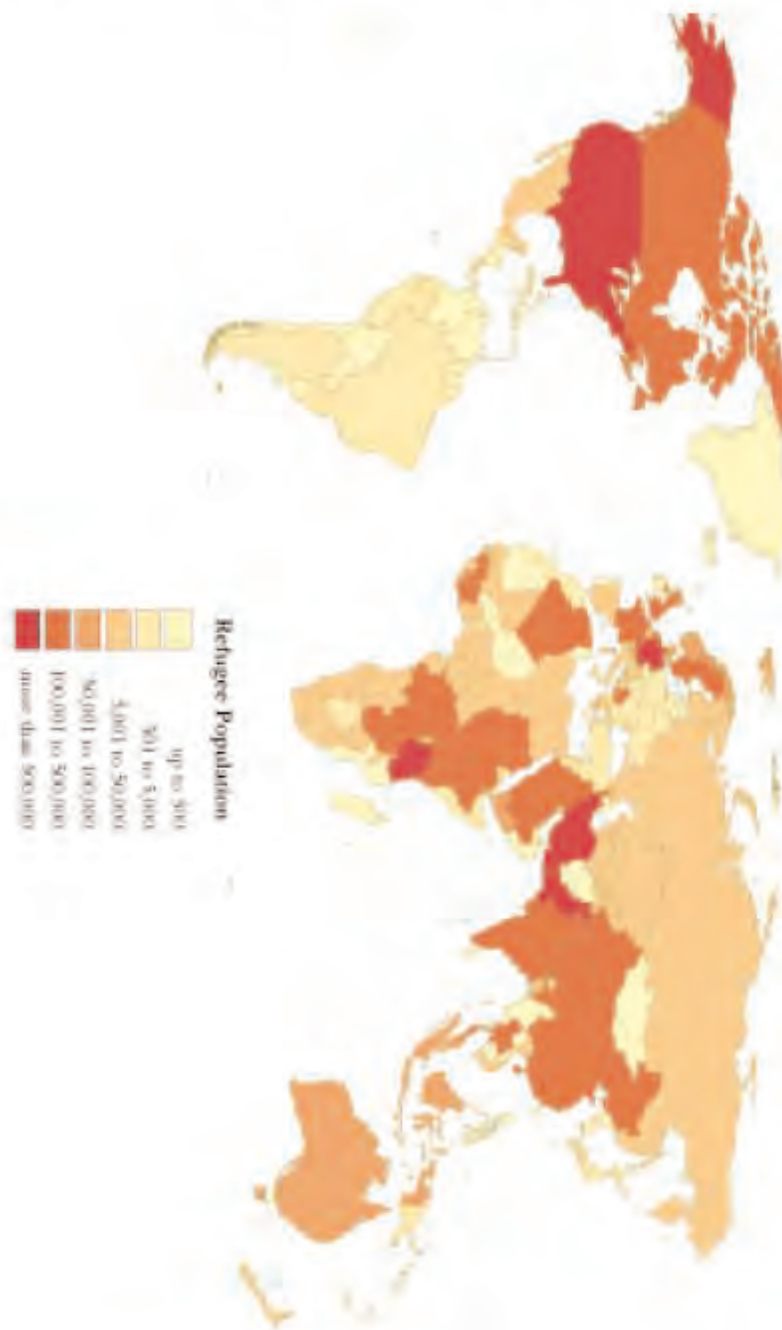 Refugee Population
up to 500
501 to 5,000
5,001 to 50,000
50,001 to 100,000
100,001 to 500,000
more than 500,000